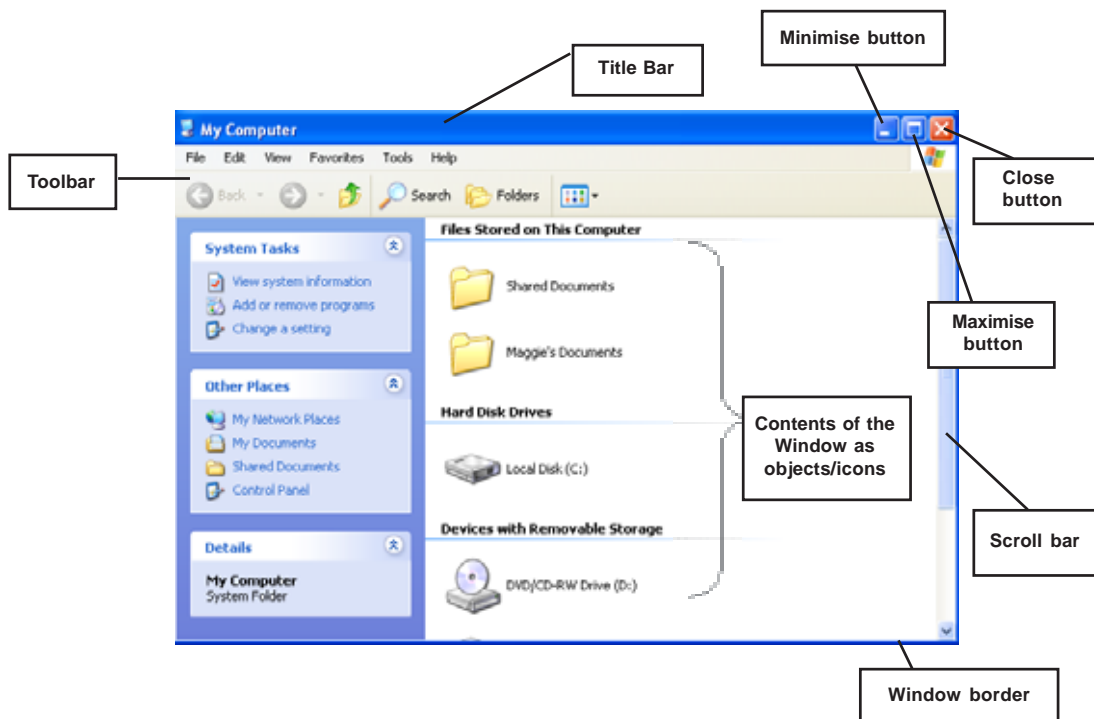 Minimise button
Title Bar
My Computer
File Edit View Favorites Tools Help
Toolbar
Back Search Folders
Close
button
System Tasks
View system information
Add or remove programs
Change a setting
Other Places
My Network Places
My Documents
Shared Documents
Control Panel
Details
My Computer
System Folder
Files Stored on This Computer
Shared Documents
Maggie's Documents
Hard Disk Drives
Local Disk (C:)
Devices with Removable Storage
DVD/CD-RW Drive (D:)
Maximise
button
Contents of the
Window as
objects/icons
Scroll bar
Window border